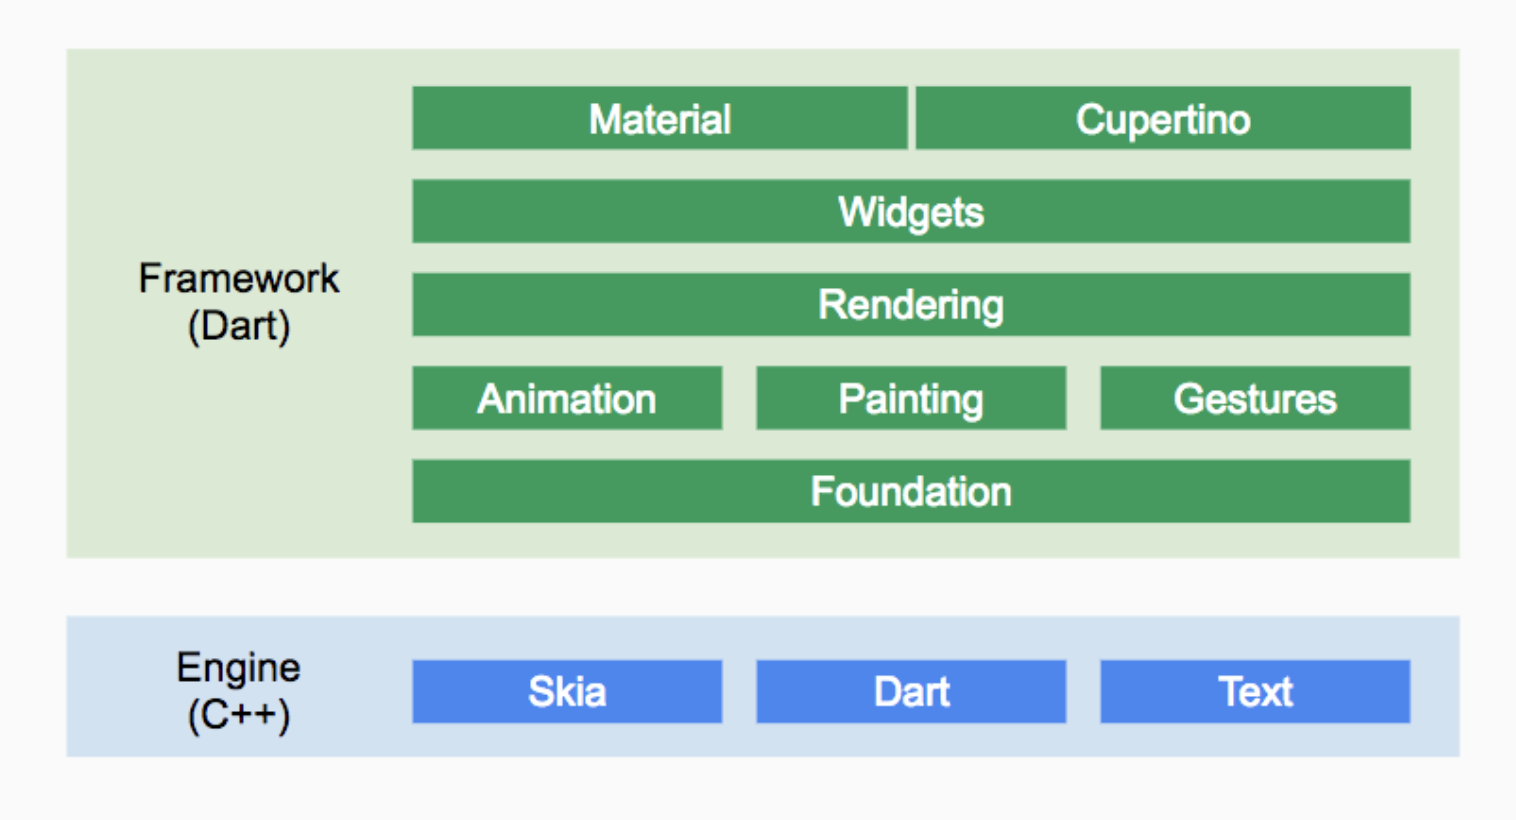 Material
Cupertino
Widgets
Framework
(Dart)
Rendering
Animation
Painting
Gestures
Foundation
Engine
(C++)
Skia
Dart
Text